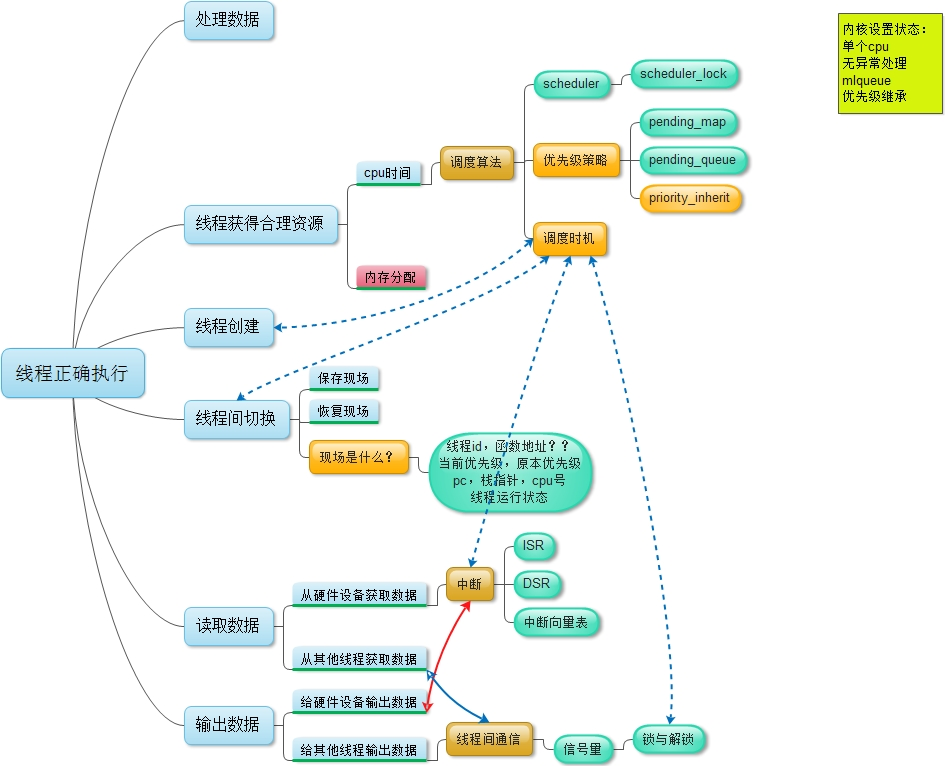 处理数据
内核设置状态：
单个cpu
无异常处理
mlqueue
优先级继承
scheduler
scheduler_lock
pending_map
调度算法
优先级策略
pending_queue
cpu时间
priority_inherit
线程获得合理资源
调度时机
内存分配
线程创建
线程正确执行
保存现场
线程间切换
恢复现场
现场是什么？
线程id，函数地址？？
当前优先级，原本优先级
pc，栈指针，cpu号
线程运行状态
ISR
从硬件设备获取数据
中断
DSR
中断向量表
读取数据
从其他线程获取数据
给硬件设备输出数据
输出数据
给其他线程输出数据
线程间通信
信号量
锁与解锁